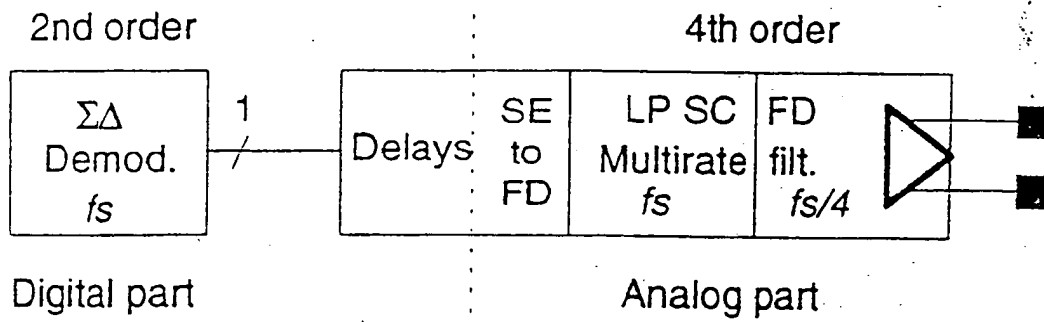 2nd order
4th order
ΣΔ
Demod.
fs
1
Delays
SE
to
FD
LP SC
Multirate
fs
FD
filt.
fs/4
Digital part
Analog part